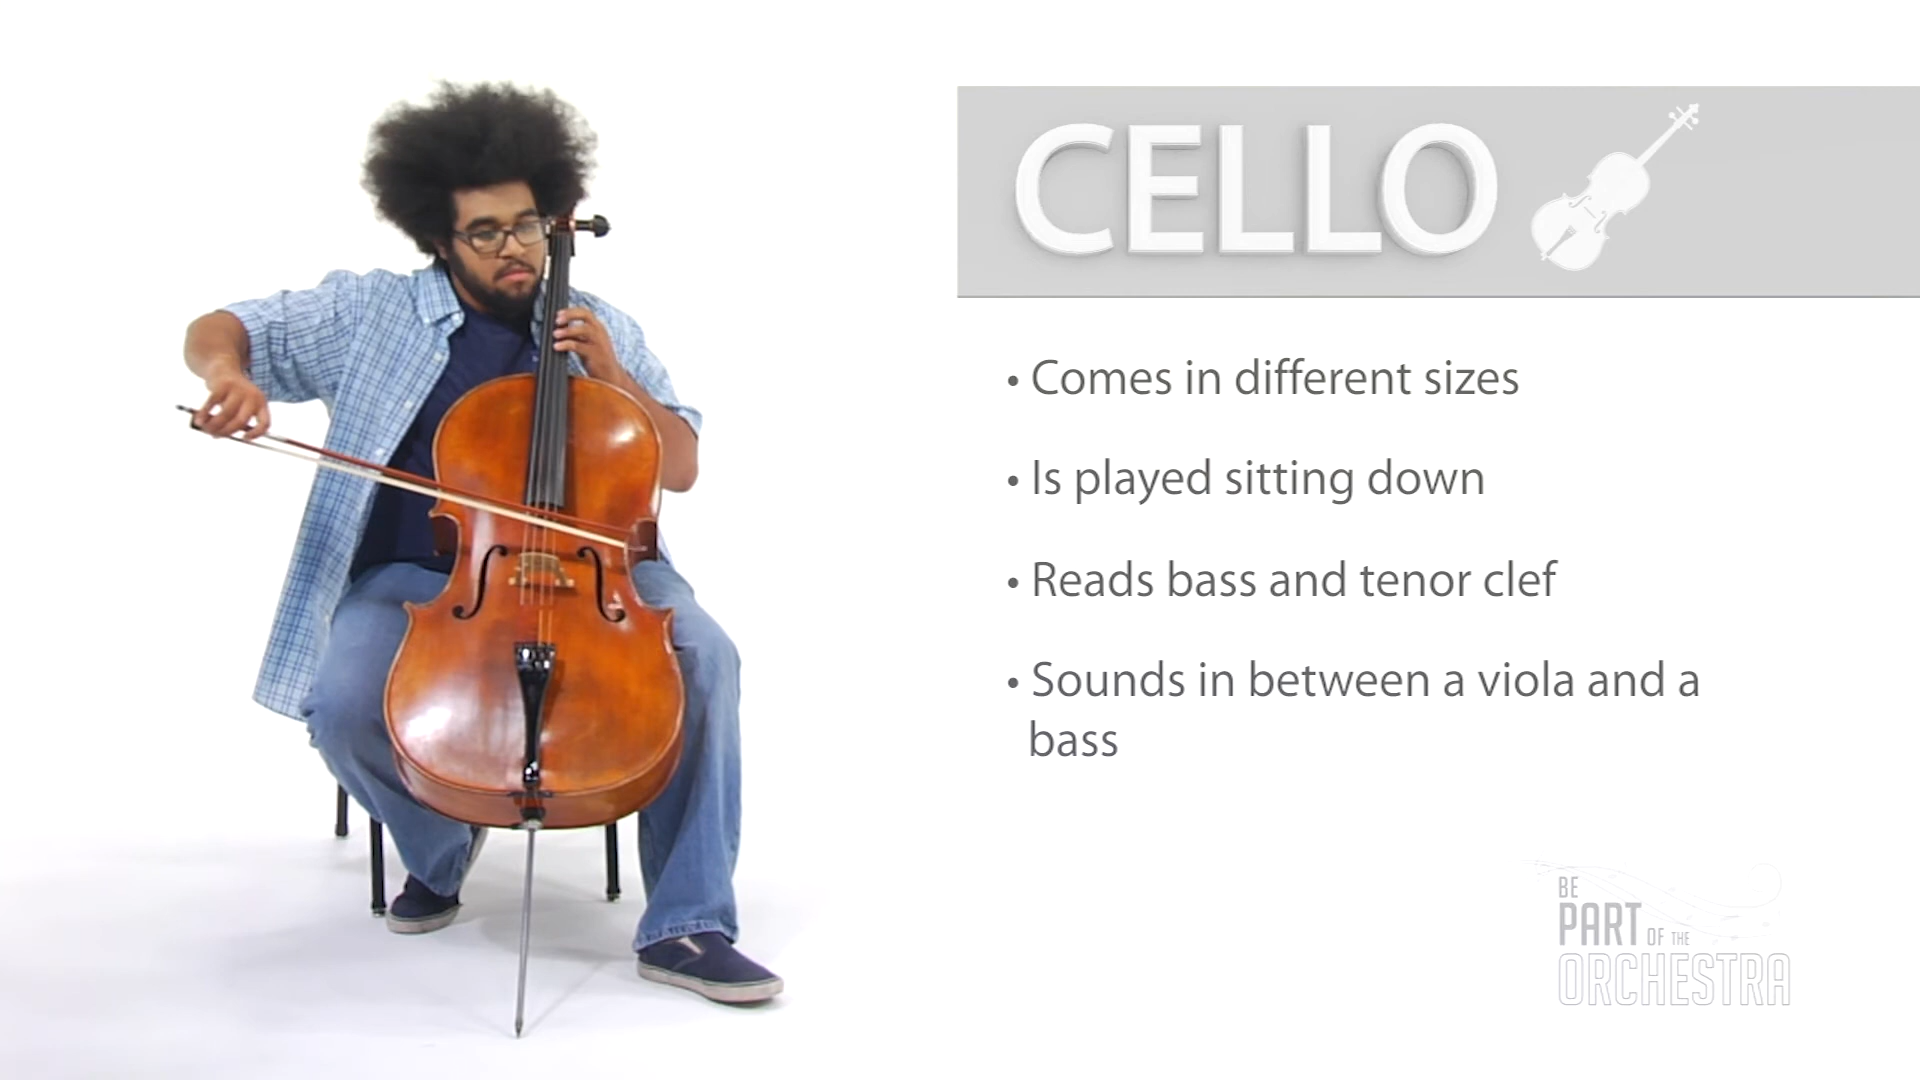 CELLO
• Comes in different sizes
• Is played sitting down
• Reads bass and tenor clef
• Sounds in between a viola and a
bass
BE
PART OF THE
ORCHESTRA